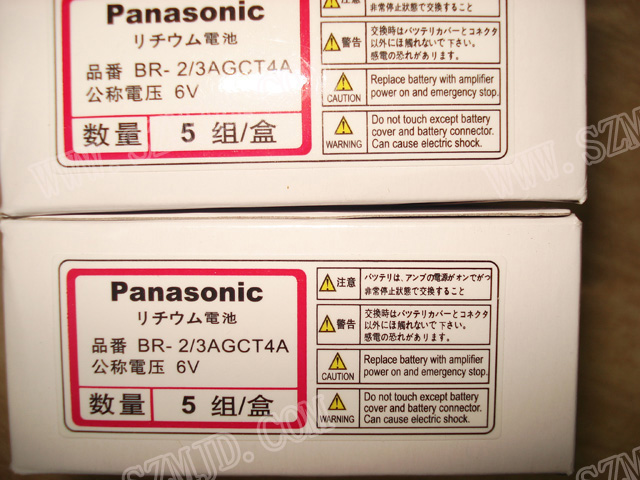 Panasonic
リチウム電池
品番 BR- 2/3AGCT4A
公称電圧 6V
数量 5 组/盒
注意
非常停止状態で交換すること
警告
交換時はバッテリカバーとコネクタ
以外にほ触れないで下さい。
感電の恐れがあります。
CAUTION
Replace battery with amplifier
power on and emergency stop.
WARNING
Do not touch except battery
cover and battery connector.
Can cause electric shock.
WWW.
WWW.SZM
Panasonic
リチウム電池
品番 BR- 2/3AGCT4A
公称電圧 6V
数量 5 组/盒
注意
バッテリは、アンプの電源がオンでがつ
非常停止状態で交換すること
警告
交換時はバッテリカバーとコネクタ
以外にほ触れないで下さい。
感電の恐れがあります。
CAUTION
Replace battery with amplifier
power on and emergency stop.
WARNING
Do not touch except battery
cover and battery connector.
Can cause electric shock.
SZMJD.COM